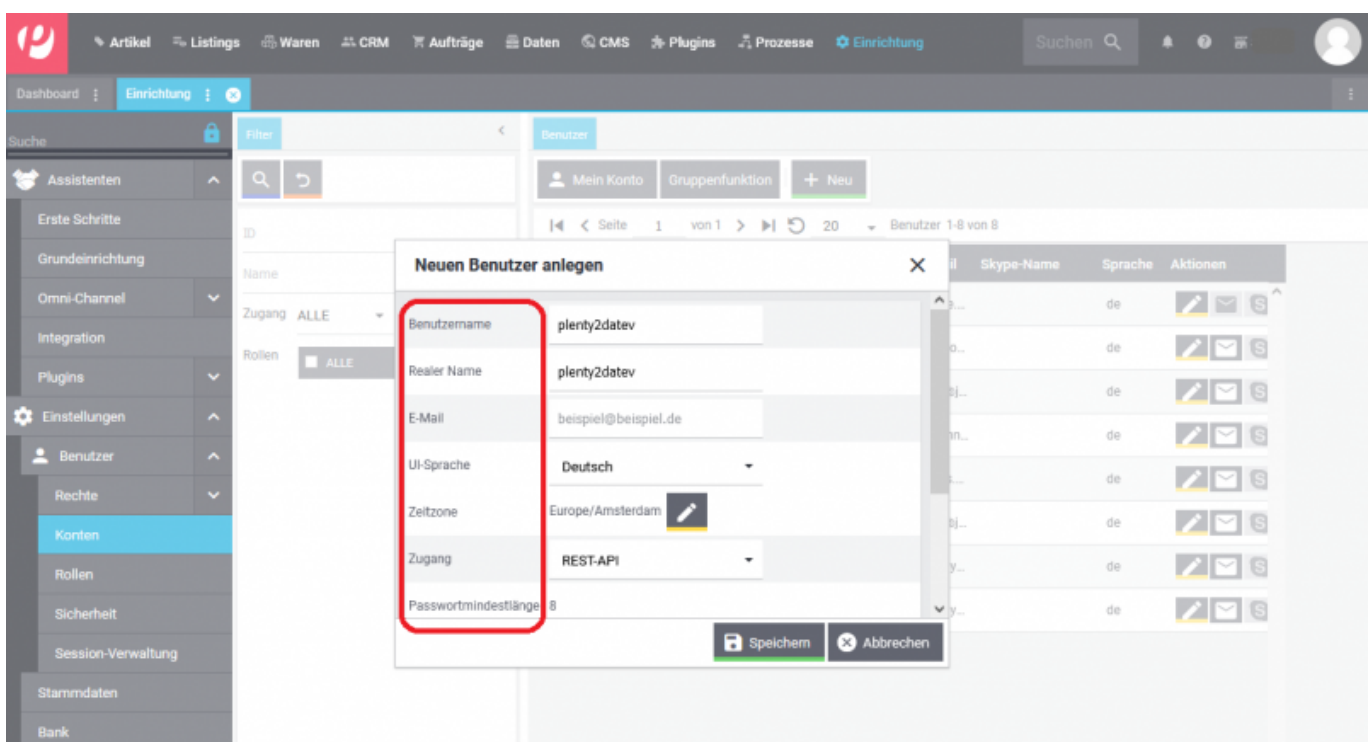 Artikel Listings Waren CRM Aufträge Daten CMS Plugins Prozesse Einrichtung Suchen
Dashboard Einrichtung
Suche
Assistenten
Erste Schritte
Grundeinrichtung
Omni-Channel
Integration
Plugins
Einstellungen
Benutzer
Rechte
Konten
Rollen
Sicherheit
Session-Verwaltung
Stammdaten
Bank
Filter
ID
Name
Zugang ALLE
Rollen ALLE
Benutzer
Mein Konto Gruppenfunktion + Neu
Seite 1 von 1 20 Benutzer 1-8 von 8
il Skype-Name Sprache Aktionen
de
de
de
de
de
de
de
de
Neuen Benutzer anlegen
Benutzername plenty2datev
Realer Name plenty2datev
E-Mail beispiel@beispiel.de
UI-Sprache Deutsch
Zeitzone Europe/Amsterdam
Zugang REST-API
Passwortmindestlänge 8
Speichern Abbrechen